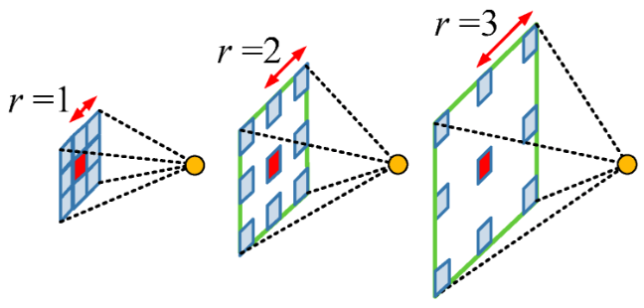 r =1
r =2
r =3